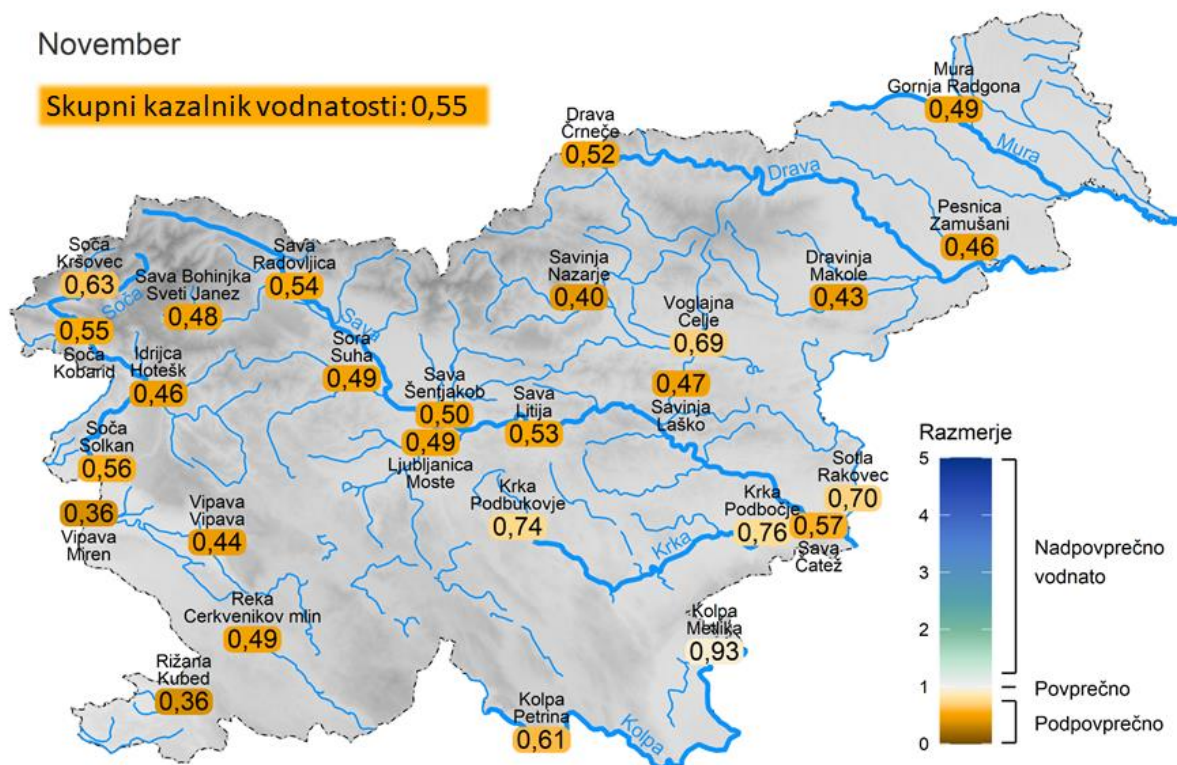 November
Skupni kazalnik vodnatosti: 0,55
Mura
Gornja Radgona
0,49
Mura
Drava
Črneče
0,52
Drava
Pesnica
Zamušani
0,46
Soča
Kršovec
0,63
Soča
Sava
Radovljica
0,54
Sava Bohinjka
Sveti Janez
0,48
Sava
Savinja
Nazarje
0,40
Dravinja
Makole
0,43
Voglajna
Celje
0,69
0,55
Soča
Kobarid
Idrijca
Hotešk
0,46
Sora
Suha
0,49
Sava
Šentjakob
0,50
Sava
Litija
0,53
0,47
Savinja
Laško
0,49
Ljubljanica
Moste
Soča
Solkan
0,56
0,36
Vipava
Miren
Vipava
Vipava
0,44
Krka
Podbukovje
0,74
Krka
Krka
Podbočje
0,76
Sotla
Rakovec
0,70
0,57
Sava
Čatež
Reka
Cerkvenikov mlin
0,49
Rižana
Kubed
0,36
Kolpa
Metlika
0,93
Kolpa
Petrina
0,61
Kolpa
Razmerje
5
4
3
2
1
0
Nadpovprečno
vodnato
Povprečno
Podpovprečno